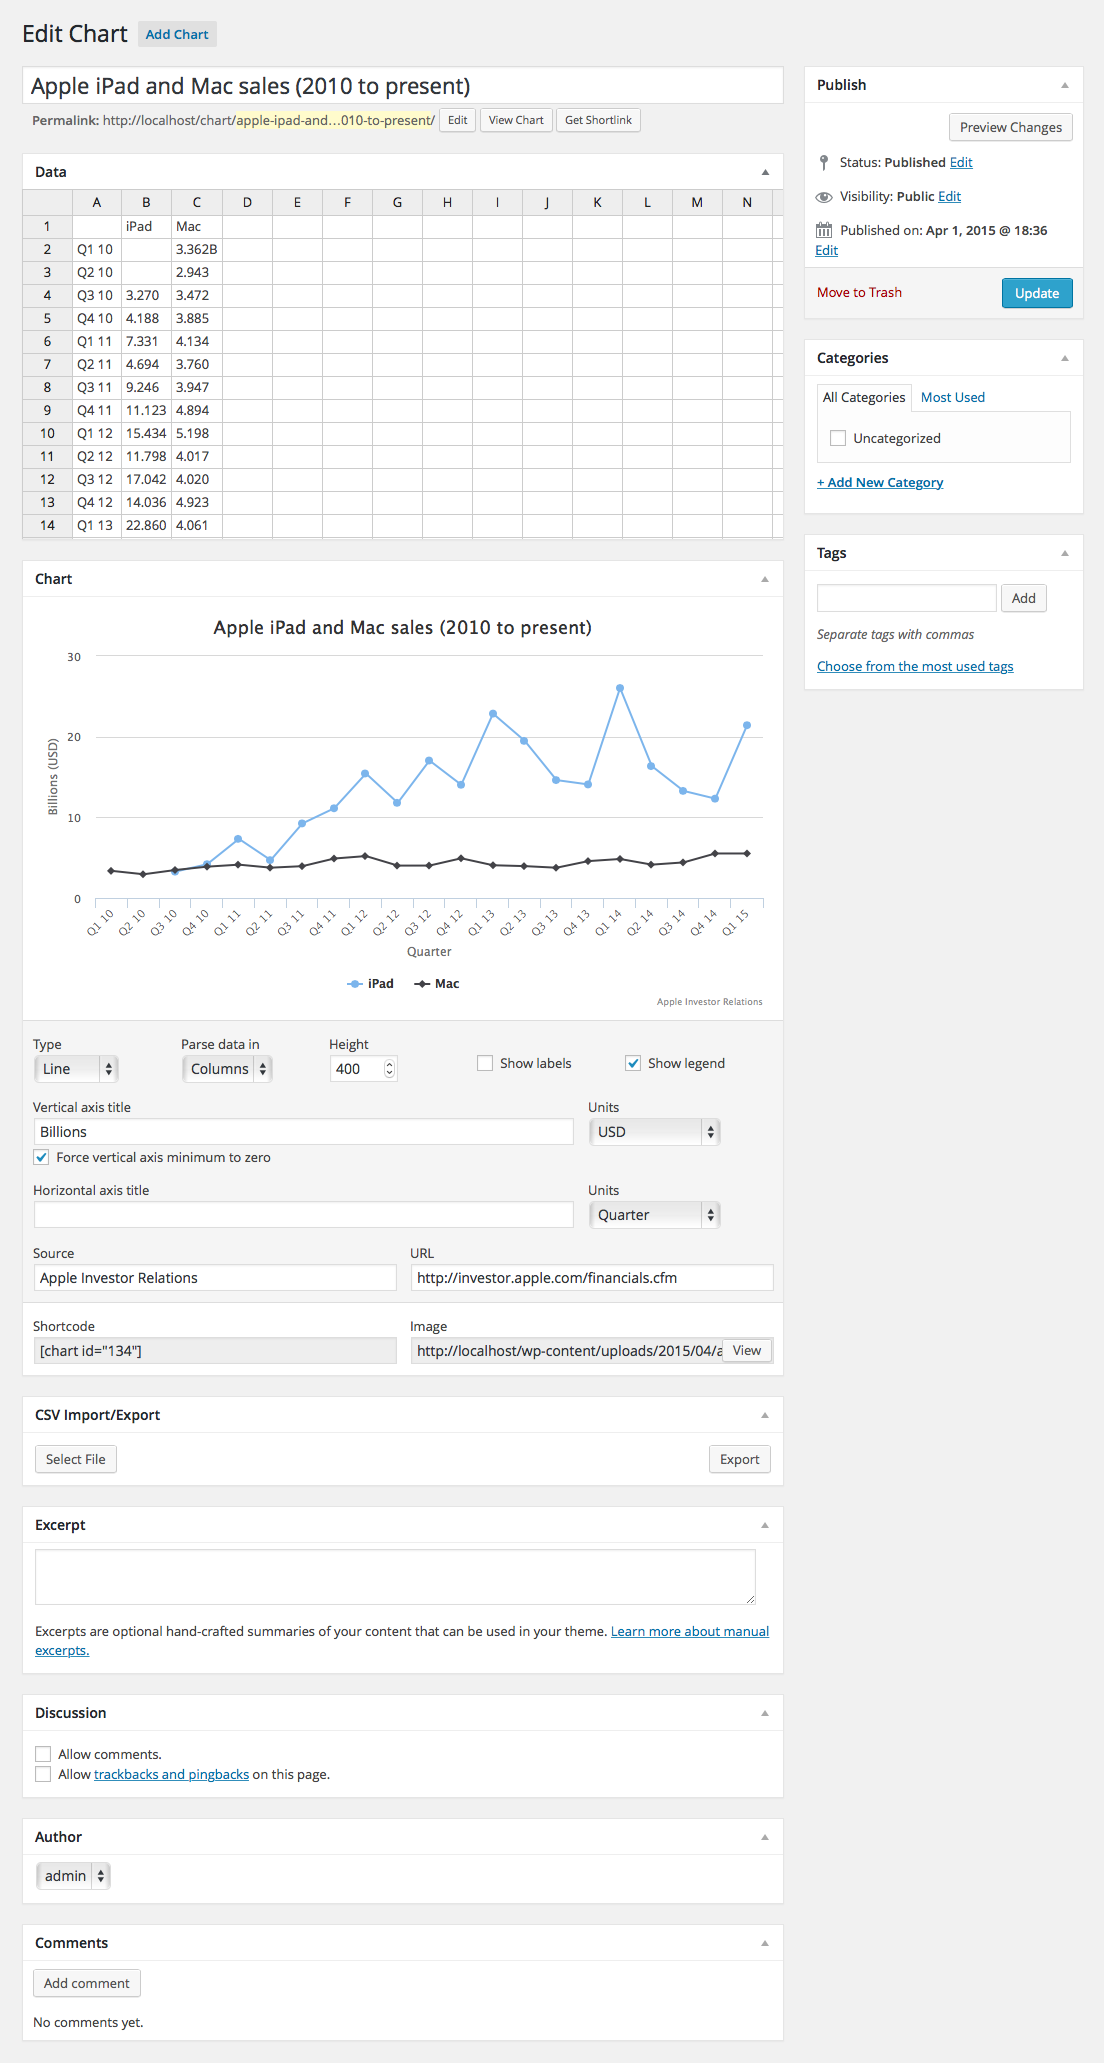 Edit Chart Add Chart
Apple iPad and Mac sales (2010 to present)
Permalink: http://localhost/chart/apple-ipad-and...010-to-present/ Edit View Chart Get Shortlink
Data
A B C D E F G H I J K L M N
1 iPad Mac
2 Q1 10 3.362B
3 Q2 10 2.943
4 Q3 10 3.270 3.472
5 Q4 10 4.188 3.885
6 Q1 11 7.331 4.134
7 Q2 11 4.694 3.760
8 Q3 11 9.246 3.947
9 Q4 11 11.123 4.894
10 Q1 12 15.434 5.198
11 Q2 12 11.798 4.017
12 Q3 12 17.042 4.020
13 Q4 12 14.036 4.923
14 Q1 13 22.860 4.061
Chart
Apple iPad and Mac sales (2010 to present)
30
20
10
0
Billions (USD)
Q1 10 Q2 10 Q3 10 Q4 10 Q1 11 Q2 11 Q3 11 Q4 11 Q1 12 Q2 12 Q3 12 Q4 12 Q1 13 Q2 13 Q3 13 Q4 13 Q1 14 Q2 14 Q3 14 Q4 14 Q1 15
Quarter
iPad Mac
Apple Investor Relations
Type Parse data in Height
Line Columns 400 Show labels Show legend
Vertical axis title Units
Billions USD
Force vertical axis minimum to zero
Horizontal axis title Units
Quarter
Source URL
Apple Investor Relations http://investor.apple.com/financials.cfm
Shortcode Image
[chart id="134"] http://localhost/wp-content/uploads/2015/04/a View
CSV Import/Export
Select File Export
Excerpt
Excerpts are optional hand-crafted summaries of your content that can be used in your theme. Learn more about manual
excerpts.
Discussion
Allow comments.
Allow trackbacks and pingbacks on this page.
Author
admin
Comments
Add comment
No comments yet.
Publish
Preview Changes
Status: Published Edit
Visibility: Public Edit
Published on: Apr 1, 2015 @ 18:36
Edit
Move to Trash Update
Categories
All Categories Most Used
Uncategorized
+ Add New Category
Tags
Add
Separate tags with commas
Choose from the most used tags